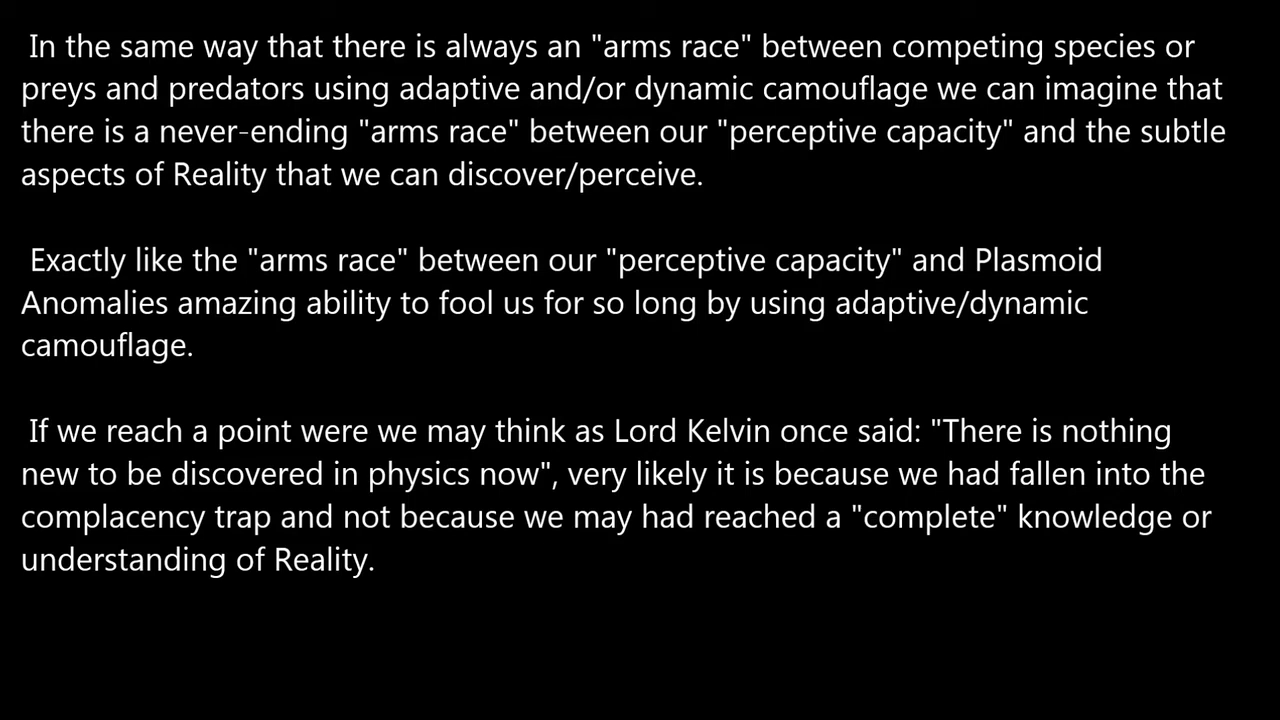 In the same way that there is always an "arms race" between competing species or
preys and predators using adaptive and/or dynamic camouflage we can imagine that
there is a never-ending "arms race" between our "perceptive capacity" and the subtle
aspects of Reality that we can discover/perceive.
Exactly like the "arms race" between our "perceptive capacity" and Plasmoid
Anomalies amazing ability to fool us for so long by using adaptive/dynamic
camouflage.
If we reach a point were we may think as Lord Kelvin once said: "There is nothing
new to be discovered in physics now", very likely it is because we had fallen into the
complacency trap and not because we may had reached a "complete" knowledge or
understanding of Reality.